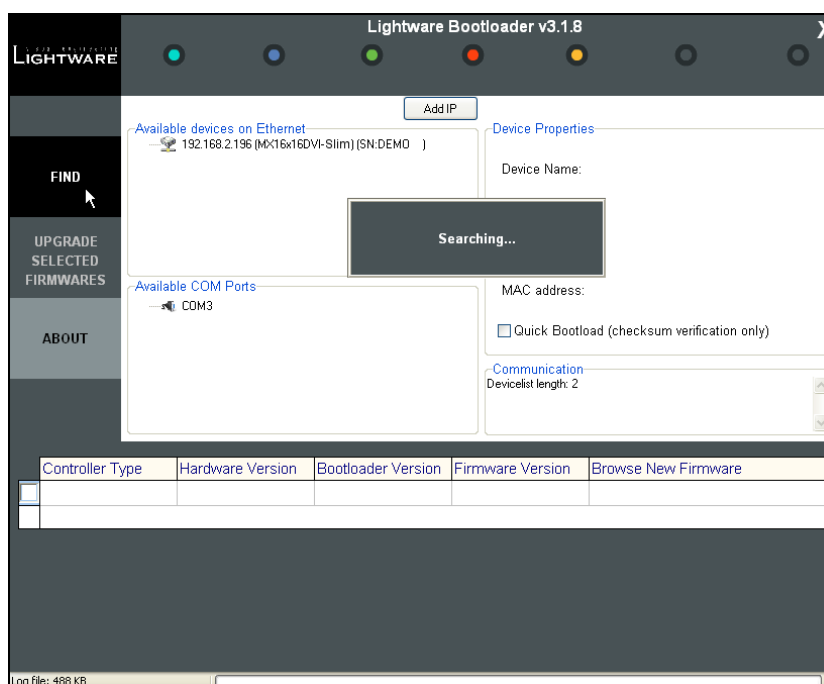 Lightware Bootloader v3.1.8
X
LIGHTWARE
Add IP
Available devices on Ethernet
192.168.2.196 (MX16x16DVI-Slim) (SN:DEMO )
Device Properties
Device Name:
FIND
Searching...
UPGRADE
SELECTED
FIRMWARES
Available COM Ports
COM3
MAC address:
Quick Bootload (checksum verification only)
ABOUT
Communication
Devicelist length: 2
Controller Type Hardware Version Bootloader Version Firmware Version Browse New Firmware
Log file: 488 KB